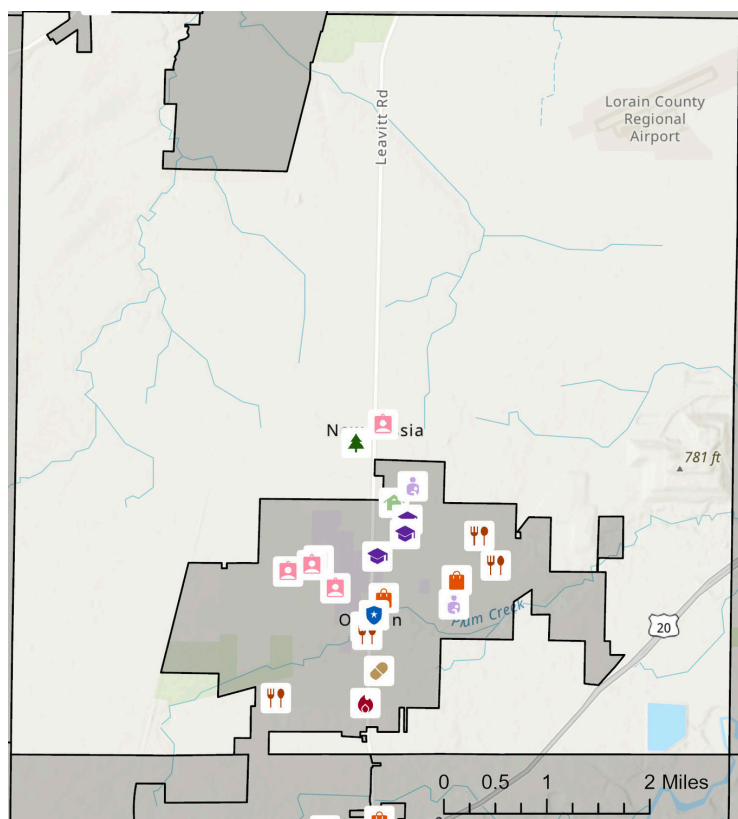 Lorain County
Regional
Airport
Leavitt Rd
781 ft
Plum Creek
20
0 0.5 1 2 Miles